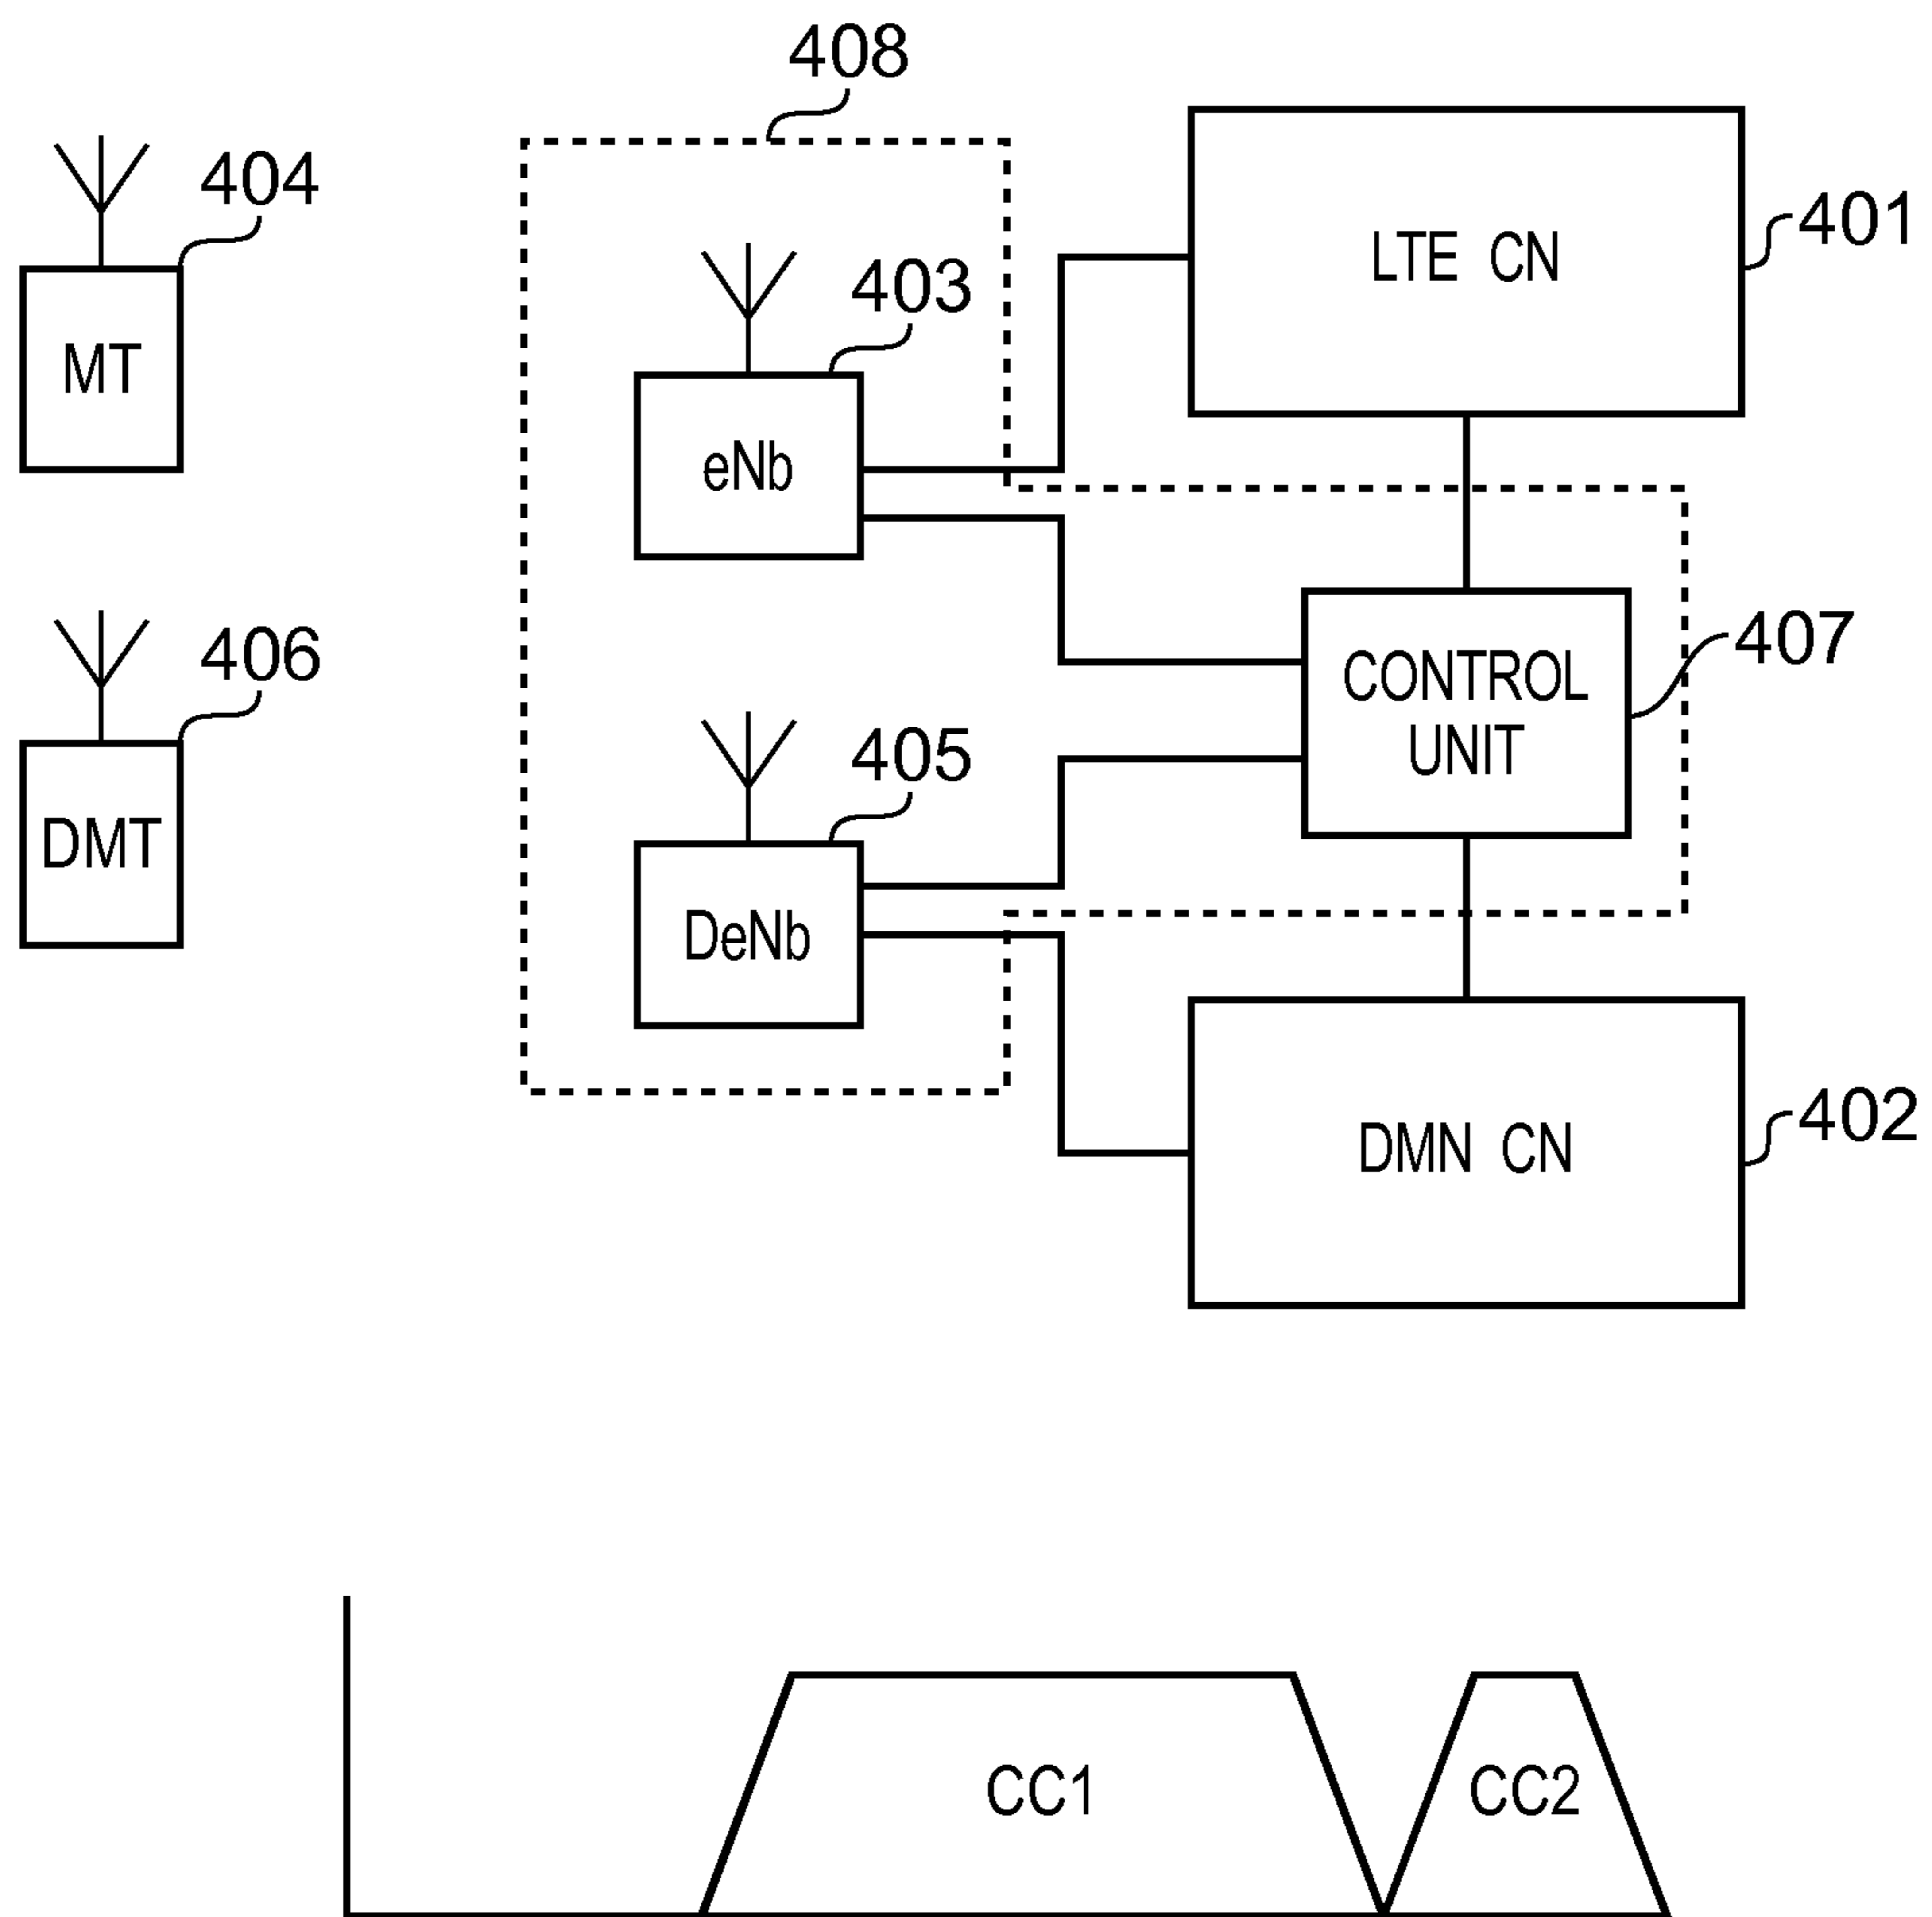 408
404
401
LTE CN
403
MT
eNb
406
407
CONTROL
UNIT
405
DMT
DeNb
402
DMN CN
CC1
CC2